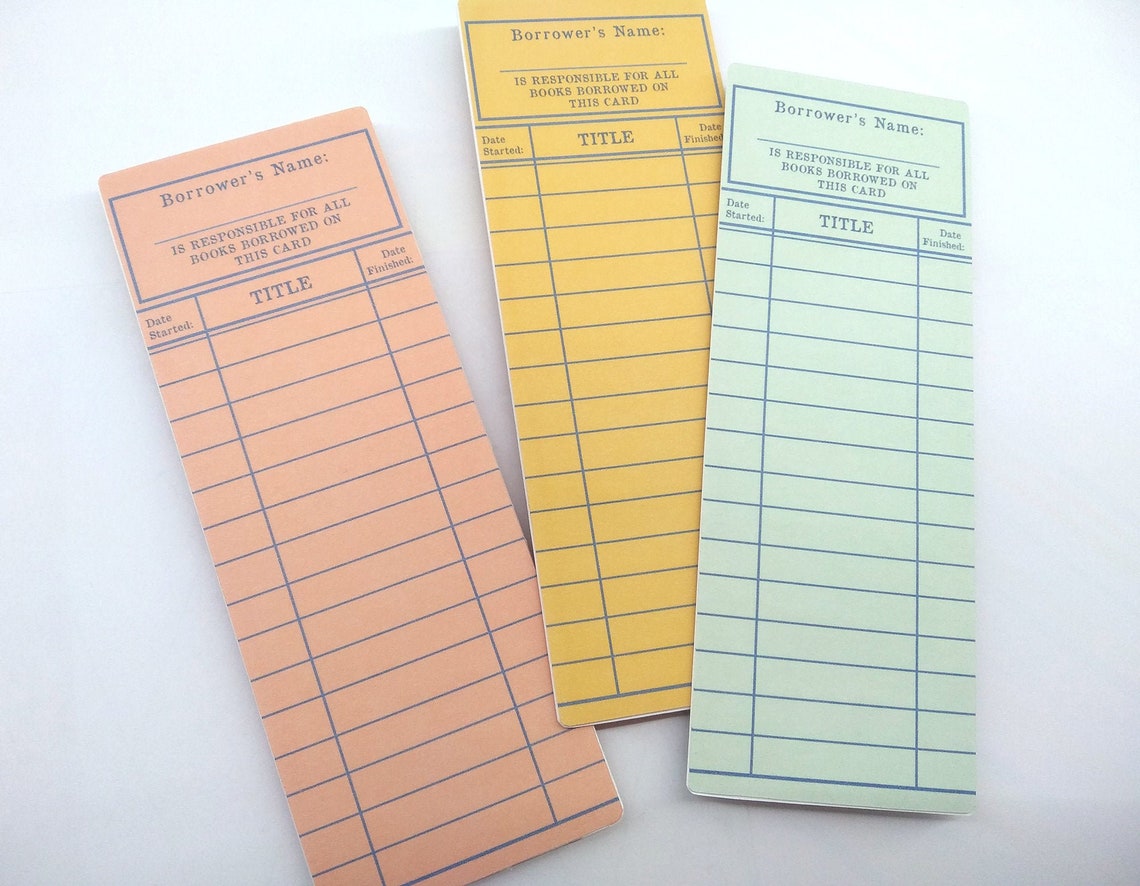 Borrower's Name:
IS RESPONSIBLE FOR ALL
BOOKS BORROWED ON
THIS CARD
Date
Started:
TITLE
Date
Finished:
Borrower's Name:
IS RESPONSIBLE FOR ALL
BOOKS BORROWED ON
THIS CARD
Date
Started:
TITLE
Date
Finished:
Borrower's Name:
IS RESPONSIBLE FOR ALL
BOOKS BORROWED ON
THIS CARD
Date
Started:
TITLE
Date
Finished: